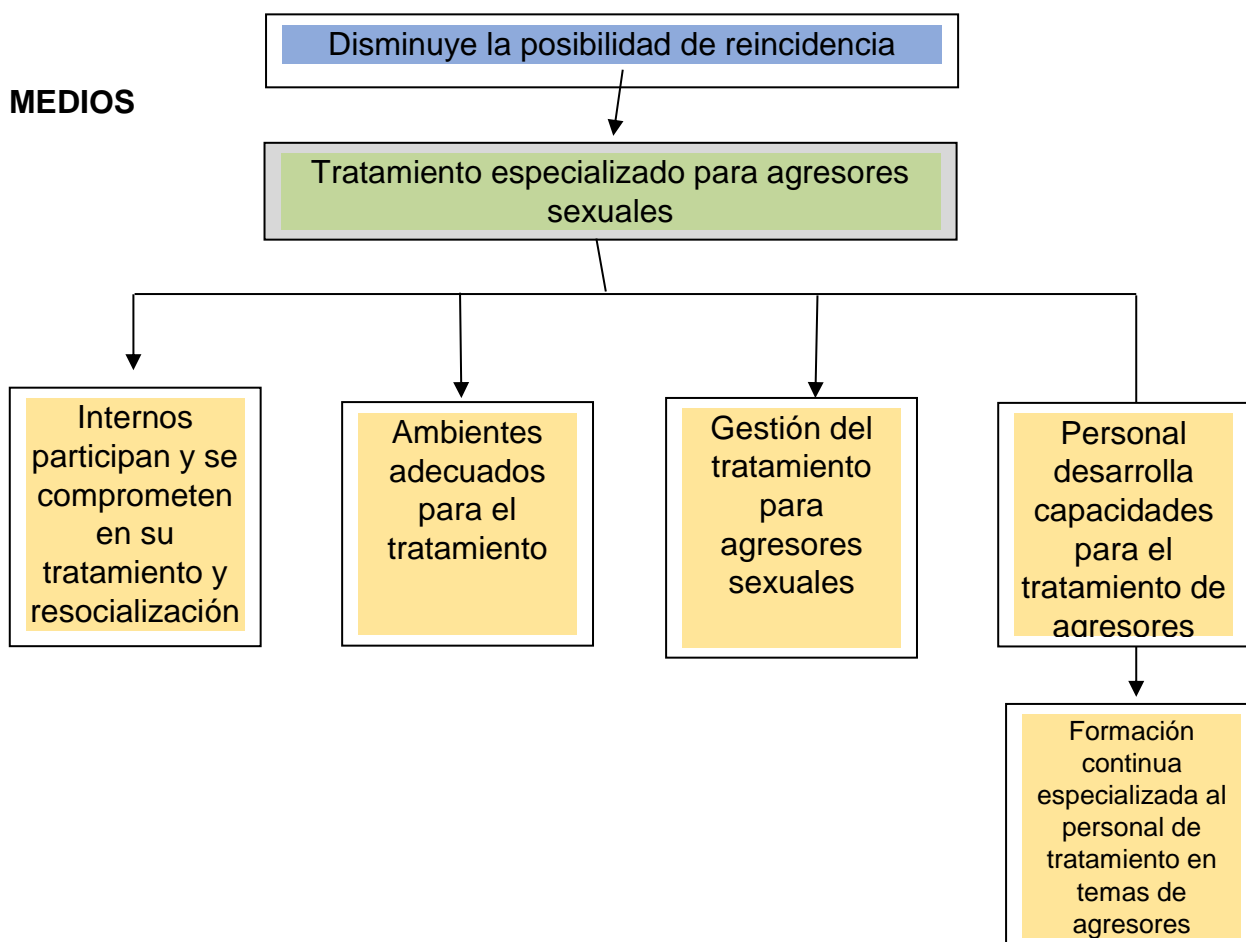 Disminuye la posibilidad de reincidencia
MEDIOS
Tratamiento especializado para agresores
sexuales
Internos
participan y se
comprometen
en su
tratamiento y
resocialización
Ambientes
adecuados
para el
tratamiento
Gestión del
tratamiento
para
agresores
sexuales
Personal
desarrolla
capacidades
para el
tratamiento de
agresores
Formación
continua
especializada al
personal de
tratamiento en
temas de
agresores